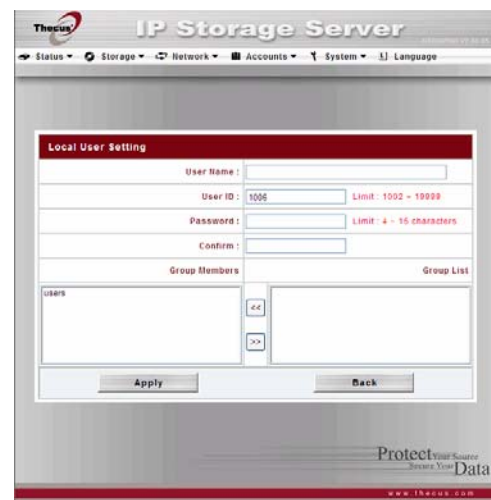 Thecus IP Storage Server
Status Storage Network Accounts System Language
Local User Setting
User Name :
User ID : 1006 Limit : 1002 ~ 19999
Password : Limit : 4 ~ 15 characters
Confirm :
Group Members Group List
users
<<
>>
Apply Back
Protect Your Source
Secure Your Data
www.thecus.com